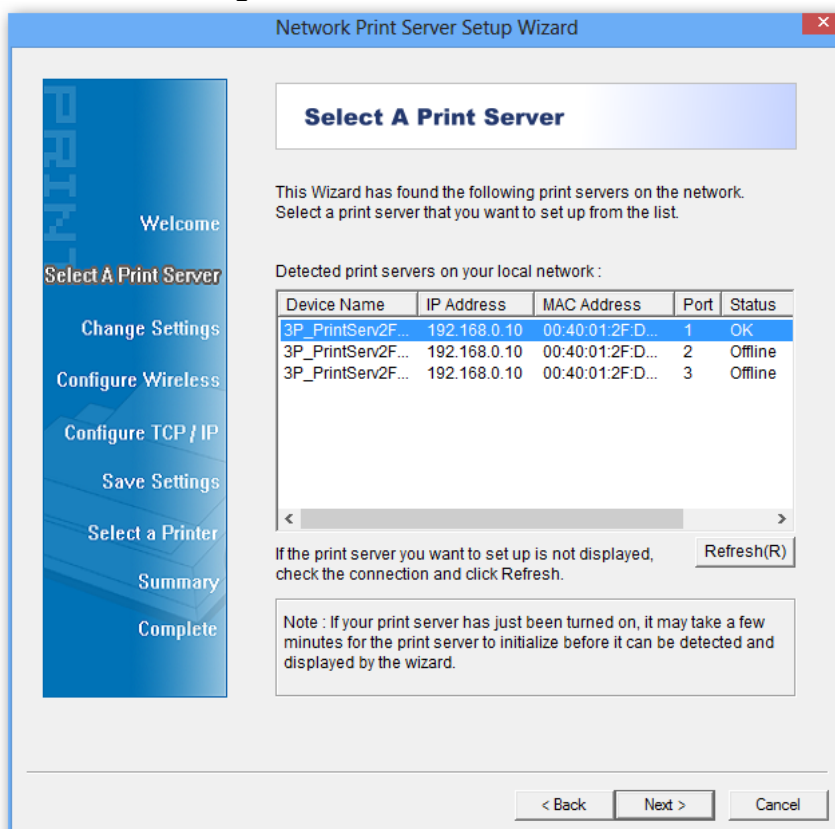 Network Print Server Setup Wizard
PRINT
Welcome
Select A Print Server
Change Settings
Configure Wireless
Configure TCP / IP
Save Settings
Select a Printer
Summary
Complete
Select A Print Server
This Wizard has found the following print servers on the network.
Select a print server that you want to set up from the list.
Detected print servers on your local network :
Device Name IP Address MAC Address Port Status
3P_PrintServ2F... 192.168.0.10 00:40:01:2F:D... 1 OK
3P_PrintServ2F... 192.168.0.10 00:40:01:2F:D... 2 Offline
3P_PrintServ2F... 192.168.0.10 00:40:01:2F:D... 3 Offline
If the print server you want to set up is not displayed,
check the connection and click Refresh.
Refresh(R)
Note : If your print server has just been turned on, it may take a few
minutes for the print server to initialize before it can be detected and
displayed by the wizard.
< Back Next > Cancel